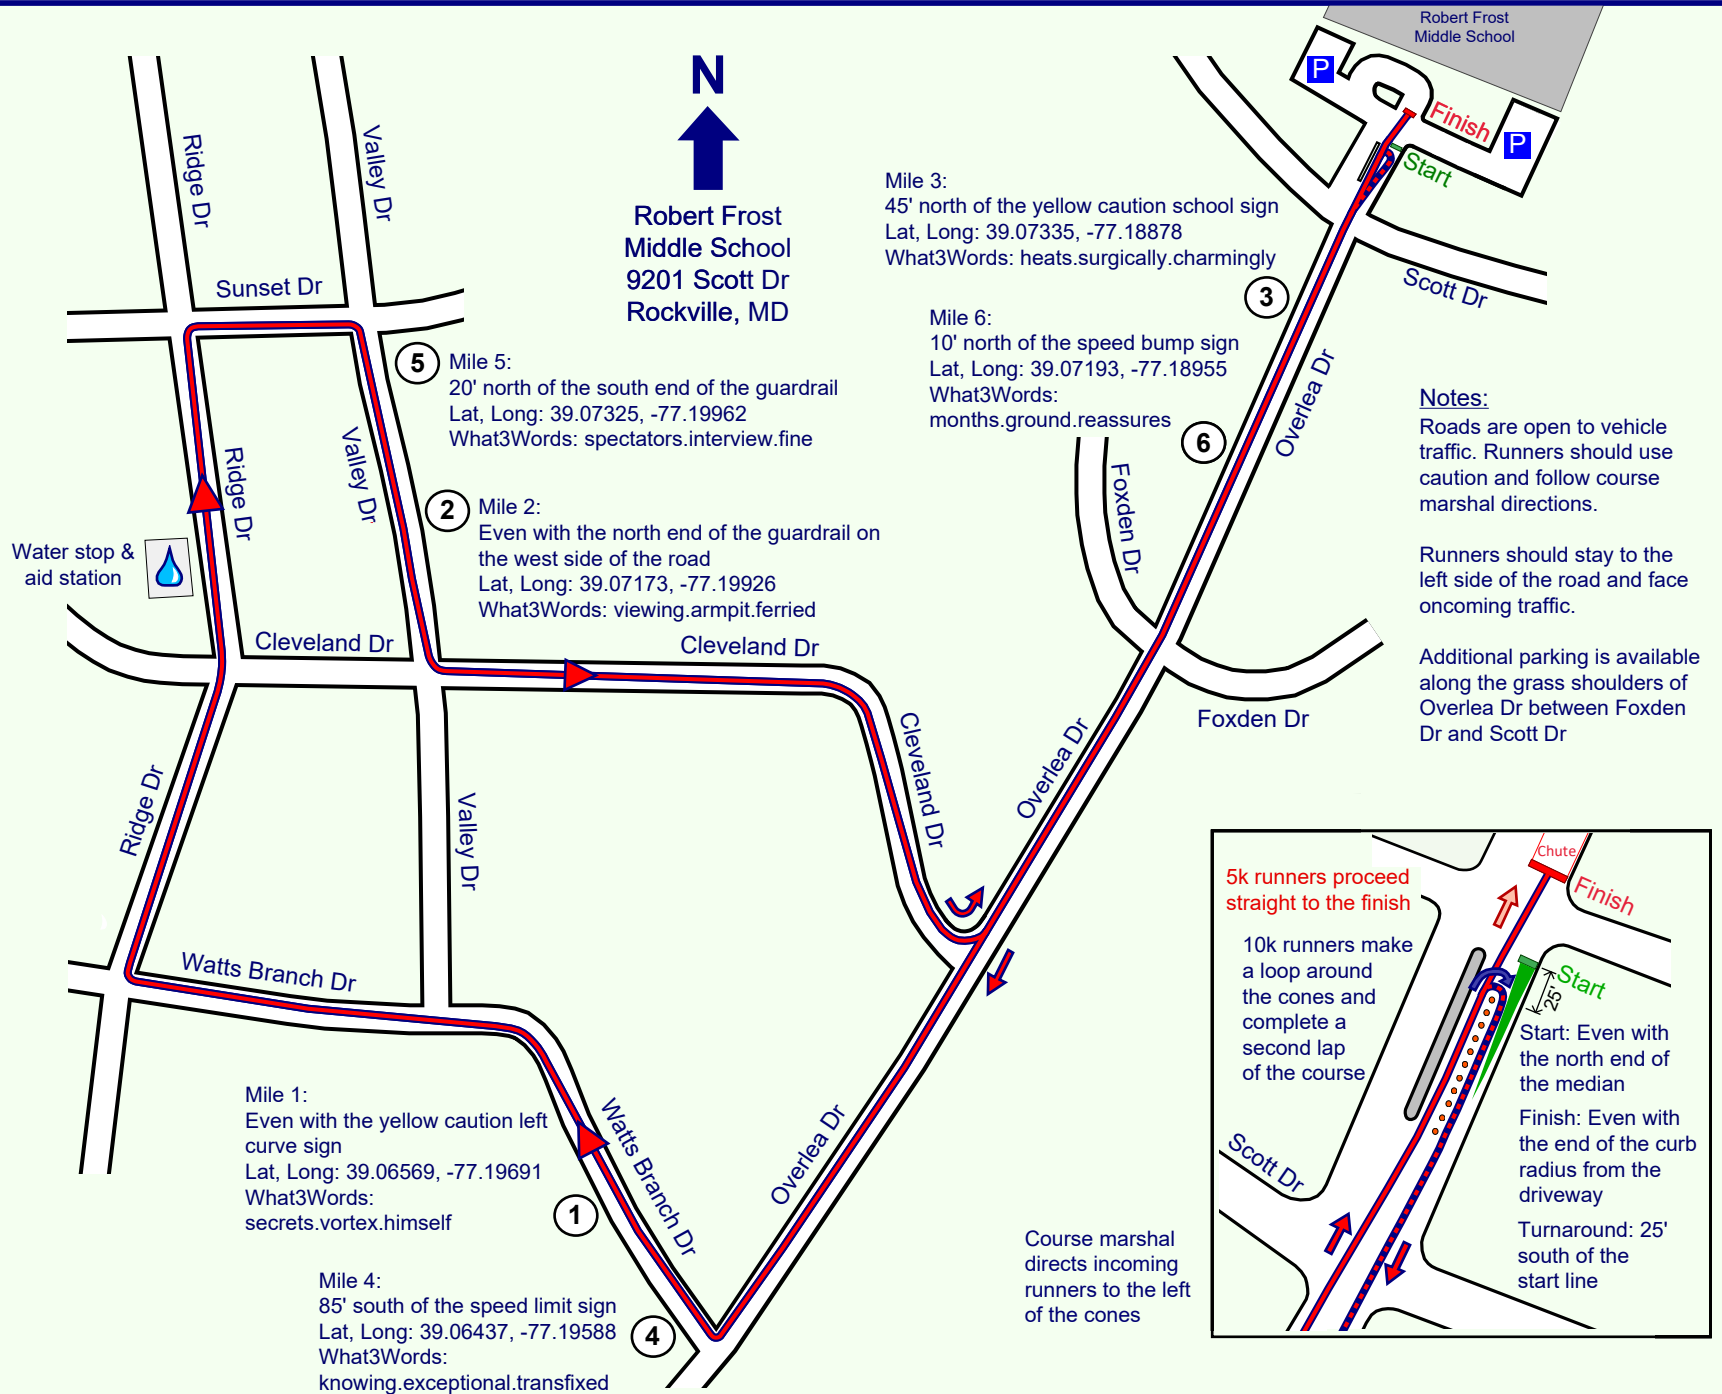 Robert Frost
Middle School
P
P
Finish
Start
N
Robert Frost
Middle School
9201 Scott Dr
Rockville, MD
Ridge Dr
Valley Dr
Sunset Dr
Mile 3:
45' north of the yellow caution school sign
Lat, Long: 39.07335, -77.18878
What3Words: heats.surgically.charmingly
3
Scott Dr
Mile 6:
10' north of the speed bump sign
Lat, Long: 39.07193, -77.18955
What3Words:
months.ground.reassures
6
Overlea Dr
5
Mile 5:
20' north of the south end of the guardrail
Lat, Long: 39.07325, -77.19962
What3Words: spectators.interview.fine
Valley Dr
Ridge Dr
2
Mile 2:
Even with the north end of the guardrail on
the west side of the road
Lat, Long: 39.07173, -77.19926
What3Words: viewing.armpit.ferried
Water stop &
aid station
Foxden Dr
Foxden Dr
Notes:
Roads are open to vehicle
traffic. Runners should use
caution and follow course
marshal directions.
Runners should stay to the
left side of the road and face
oncoming traffic.
Additional parking is available
along the grass shoulders of
Overlea Dr between Foxden
Dr and Scott Dr
Cleveland Dr
Cleveland Dr
Cleveland Dr
Overlea Dr
Ridge Dr
Valley Dr
Watts Branch Dr
Mile 1:
Even with the yellow caution left
curve sign
Lat, Long: 39.06569, -77.19691
What3Words:
secrets.vortex.himself
1
Watts Branch Dr
Overlea Dr
Mile 4:
85' south of the speed limit sign
Lat, Long: 39.06437, -77.19588
What3Words:
knowing.exceptional.transfixed
4
Course marshal
directs incoming
runners to the left
of the cones
Chute
Finish
5k runners proceed
straight to the finish
10k runners make
a loop around
the cones and
complete a
second lap
of the course
Start
25'
Start: Even with
the north end of
the median
Finish: Even with
the end of the curb
radius from the
driveway
Turnaround: 25'
south of the
start line
Scott Dr